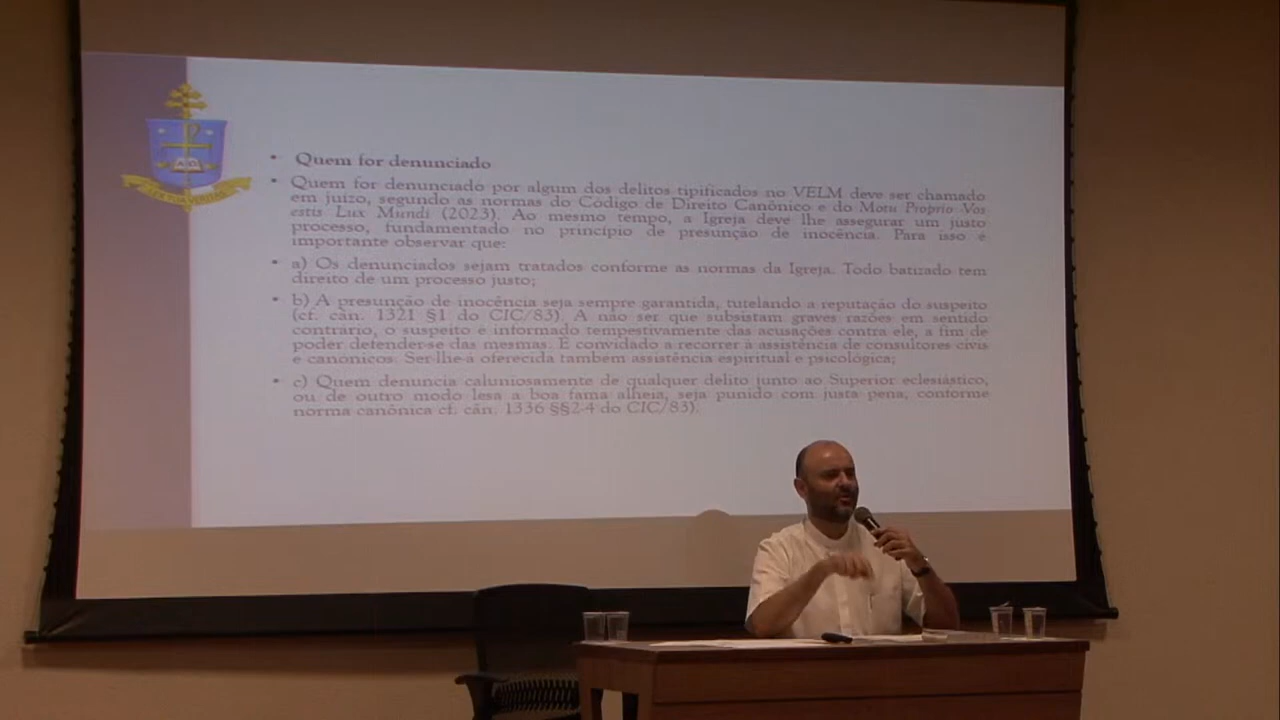 • Quem for denunciado
• Quem for denunciado por algum dos delitos tipificados no VELM deve ser chamado
em juízo, segundo as normas do Código de Direito Canônico e do Motu Proprio Vos
estis Lux Mundi (2023). Ao mesmo tempo, a Igreja deve lhe assegurar um justo
processo, fundamentado no princípio de presunção de inocência. Para isso é
importante observar que:
• a) Os denunciados sejam tratados conforme as normas da Igreja. Todo batizado tem
direito de um processo justo;
• b) A presunção de inocência seja sempre garantida, tutelando a reputação do suspeito
(cf. cân. 1321 §1 do CIC/83). A não ser que subsistam graves razões em sentido
contrário, o suspeito é informado tempestivamente das acusações contra ele, a fim de
poder defender-se das mesmas. É convidado a recorrer à assistência de consultores civis
e canônicos. Ser-lhe-á oferecida também assistência espiritual e psicológica;
• c) Quem denuncia caluniosamente de qualquer delito junto ao Superior eclesiástico,
ou de outro modo lesa a boa fama alheia, seja punido com justa pena, conforme
norma canônica cf. cân. 1336 §§2-4 do CIC/83).